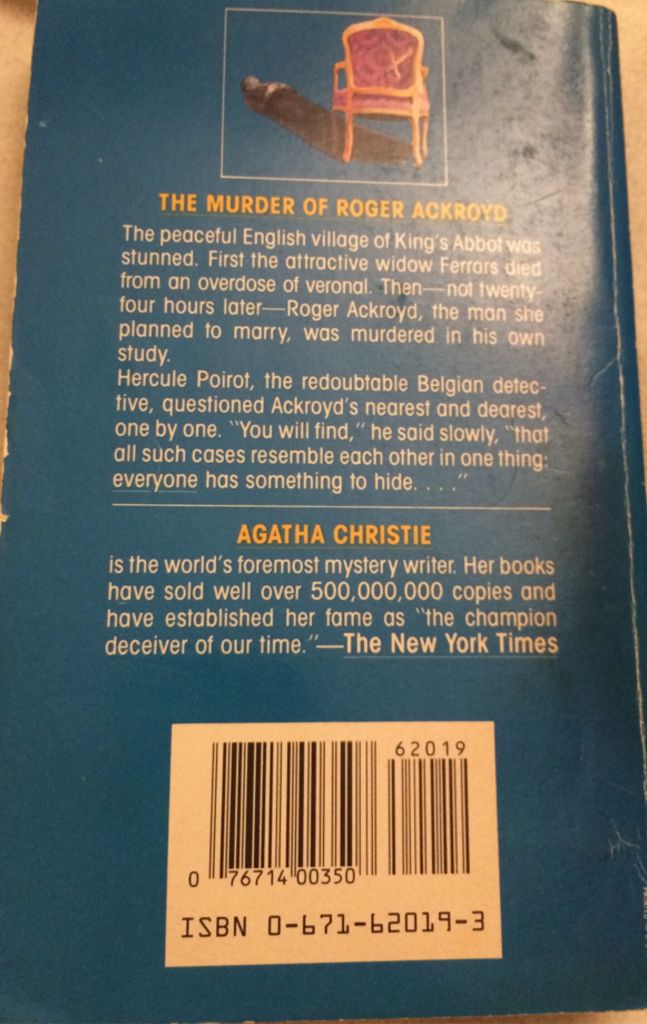 THE MURDER OF ROGER ACKROYD
The peaceful English village of King's Abbot was
stunned. First the attractive widow Ferrars died
from an overdose of veronal. Then—not twenty-
four hours later—Roger Ackroyd, the man she
planned to marry, was murdered in his own
study.
Hercule Poirot, the redoubtable Belgian detec-
tive, questioned Ackroyd's nearest and dearest,
one by one. "You will find," he said slowly, "that
all such cases resemble each other in one thing:
everyone has something to hide. . . ."
AGATHA CHRISTIE
is the world's foremost mystery writer. Her books
have sold well over 500,000,000 copies and
have established her fame as "the champion
deceiver of our time."—The New York Times
62019
0 76714 00350
ISBN 0-671-62019-3